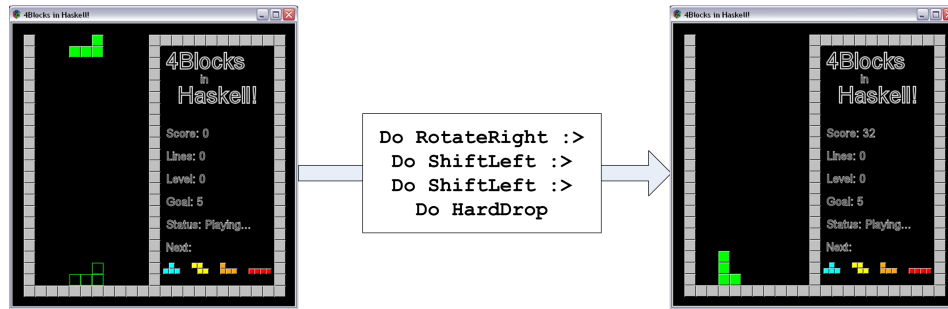 4Blocks in Haskell!
4Blocks
in
Haskell!
Score: 0
Lines: 0
Level: 0
Goal: 5
Status: Playing...
Next:
Do RotateRight :>
Do ShiftLeft :>
Do ShiftLeft :>
Do HardDrop
4Blocks in Haskell!
4Blocks
in
Haskell!
Score: 32
Lines: 0
Level: 0
Goal: 5
Status: Playing...
Next: